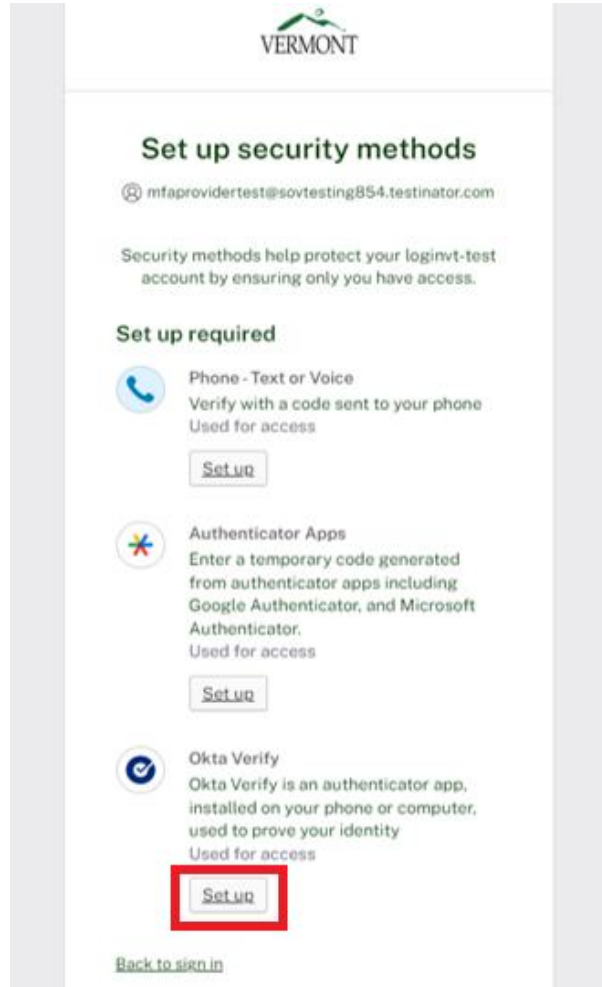 VERMONT
Set up security methods
mfaprovidertest@sovtesting854.testinator.com
Security methods help protect your loginvt-test
account by ensuring only you have access.
Set up required
Phone - Text or Voice
Verify with a code sent to your phone
Used for access
Set up
Authenticator Apps
Enter a temporary code generated
from authenticator apps including
Google Authenticator, and Microsoft
Authenticator.
Used for access
Set up
Okta Verify
Okta Verify is an authenticator app,
installed on your phone or computer,
used to prove your identity
Used for access
Set up
Back to sign in